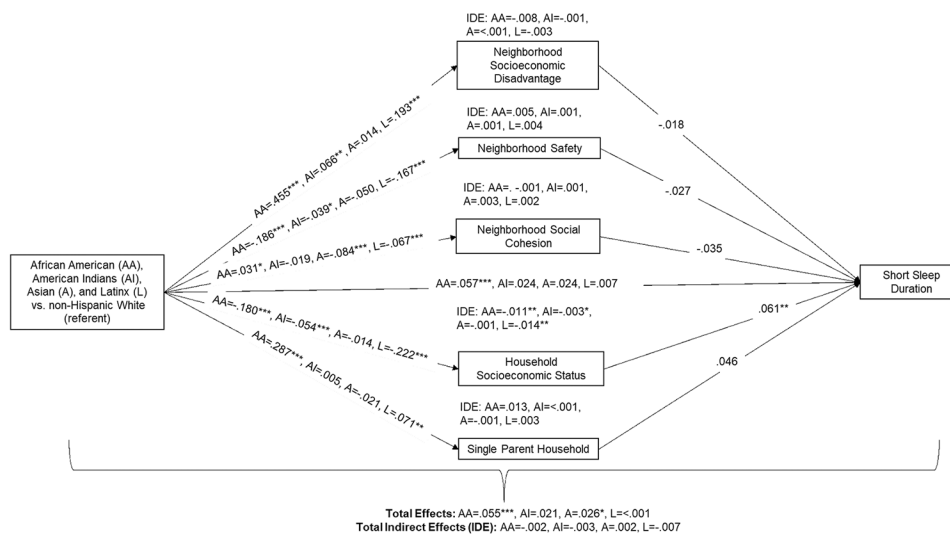 IDE: AA=-.008, AI=-.001,
A=<.001, L=-.003
Neighborhood
Socioeconomic
Disadvantage
AA=.455***, AI=.066**, A=.014, L=.193***
-.018
IDE: AA=.005, AI=.001,
A=.001, L=.004
Neighborhood Safety
AA=-.186***, AI=-.039*, A=-.050, L=-.167***
-.027
IDE: AA=. -.001, AI=.001,
A=.003, L=.002
Neighborhood Social
Cohesion
AA=.031*, AI=-.019, A=-.084***, L=-.067***
-.035
African American (AA),
American Indians (AI),
Asian (A), and Latinx (L)
vs. non-Hispanic White
(referent)
AA=.057***, AI=.024, A=.024, L=.007
Short Sleep
Duration
IDE: AA=-.011**, AI=-.003*,
A=-.001, L=-.014**
AA=-.180***, AI=-.054***, A=-.014, L=-.222***
Household
Socioeconomic Status
.061**
IDE: AA=.013, AI=<.001,
A=-.001, L=.003
AA=.287***, AI=.005, A=-.021, L=.071**
Single Parent Household
.046
Total Effects: AA=.055***, AI=.021, A=.026*, L=<.001
Total Indirect Effects (IDE): AA=-.002, AI=-.003, A=.002, L=-.007